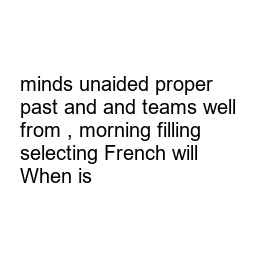 minds unaided proper
past and and teams well
from , morning filling
selecting French will
When is